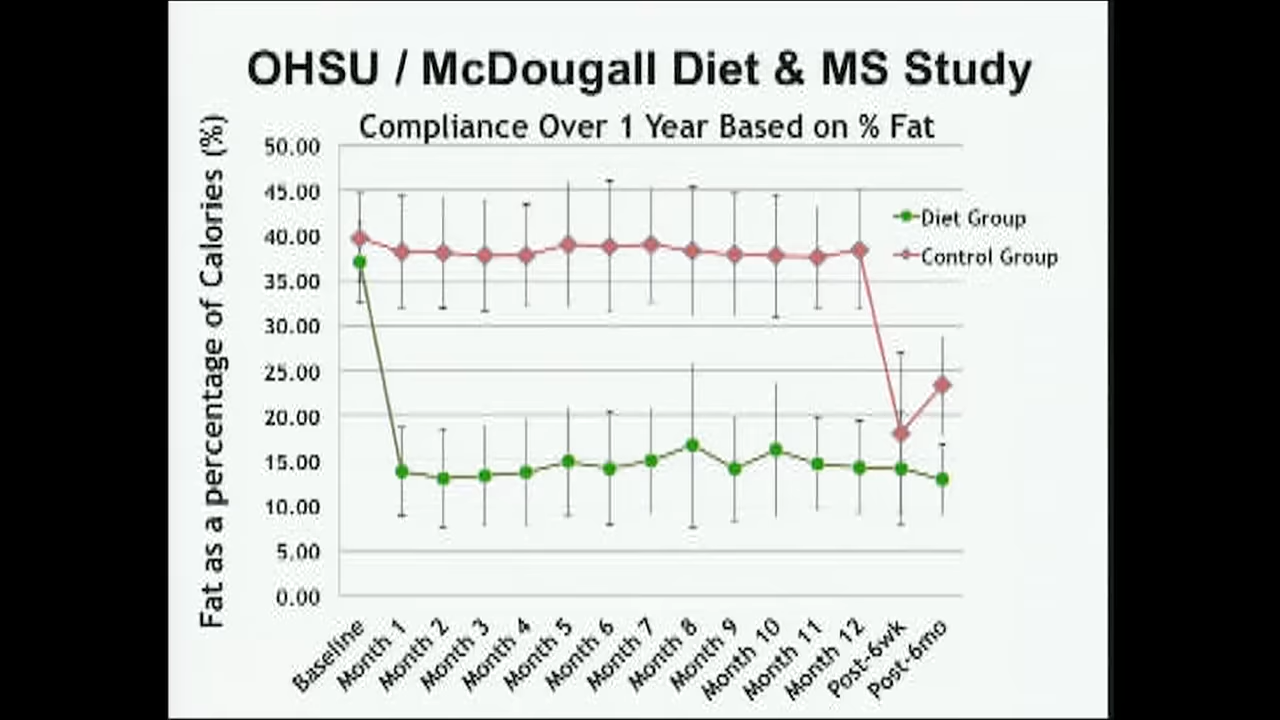 OHSU / McDougall Diet & MS Study
Compliance Over 1 Year Based on % Fat
Fat as a percentage of Calories (%)
50.00
45.00
40.00
35.00
30.00
25.00
20.00
15.00
10.00
5.00
0.00
Diet Group
Control Group
Baseline
Month 1
Month 2
Month 3
Month 4
Month 5
Month 6
Month 7
Month 8
Month 9
Month 10
Month 11
Month 12
Post-6wk
Post-6mo